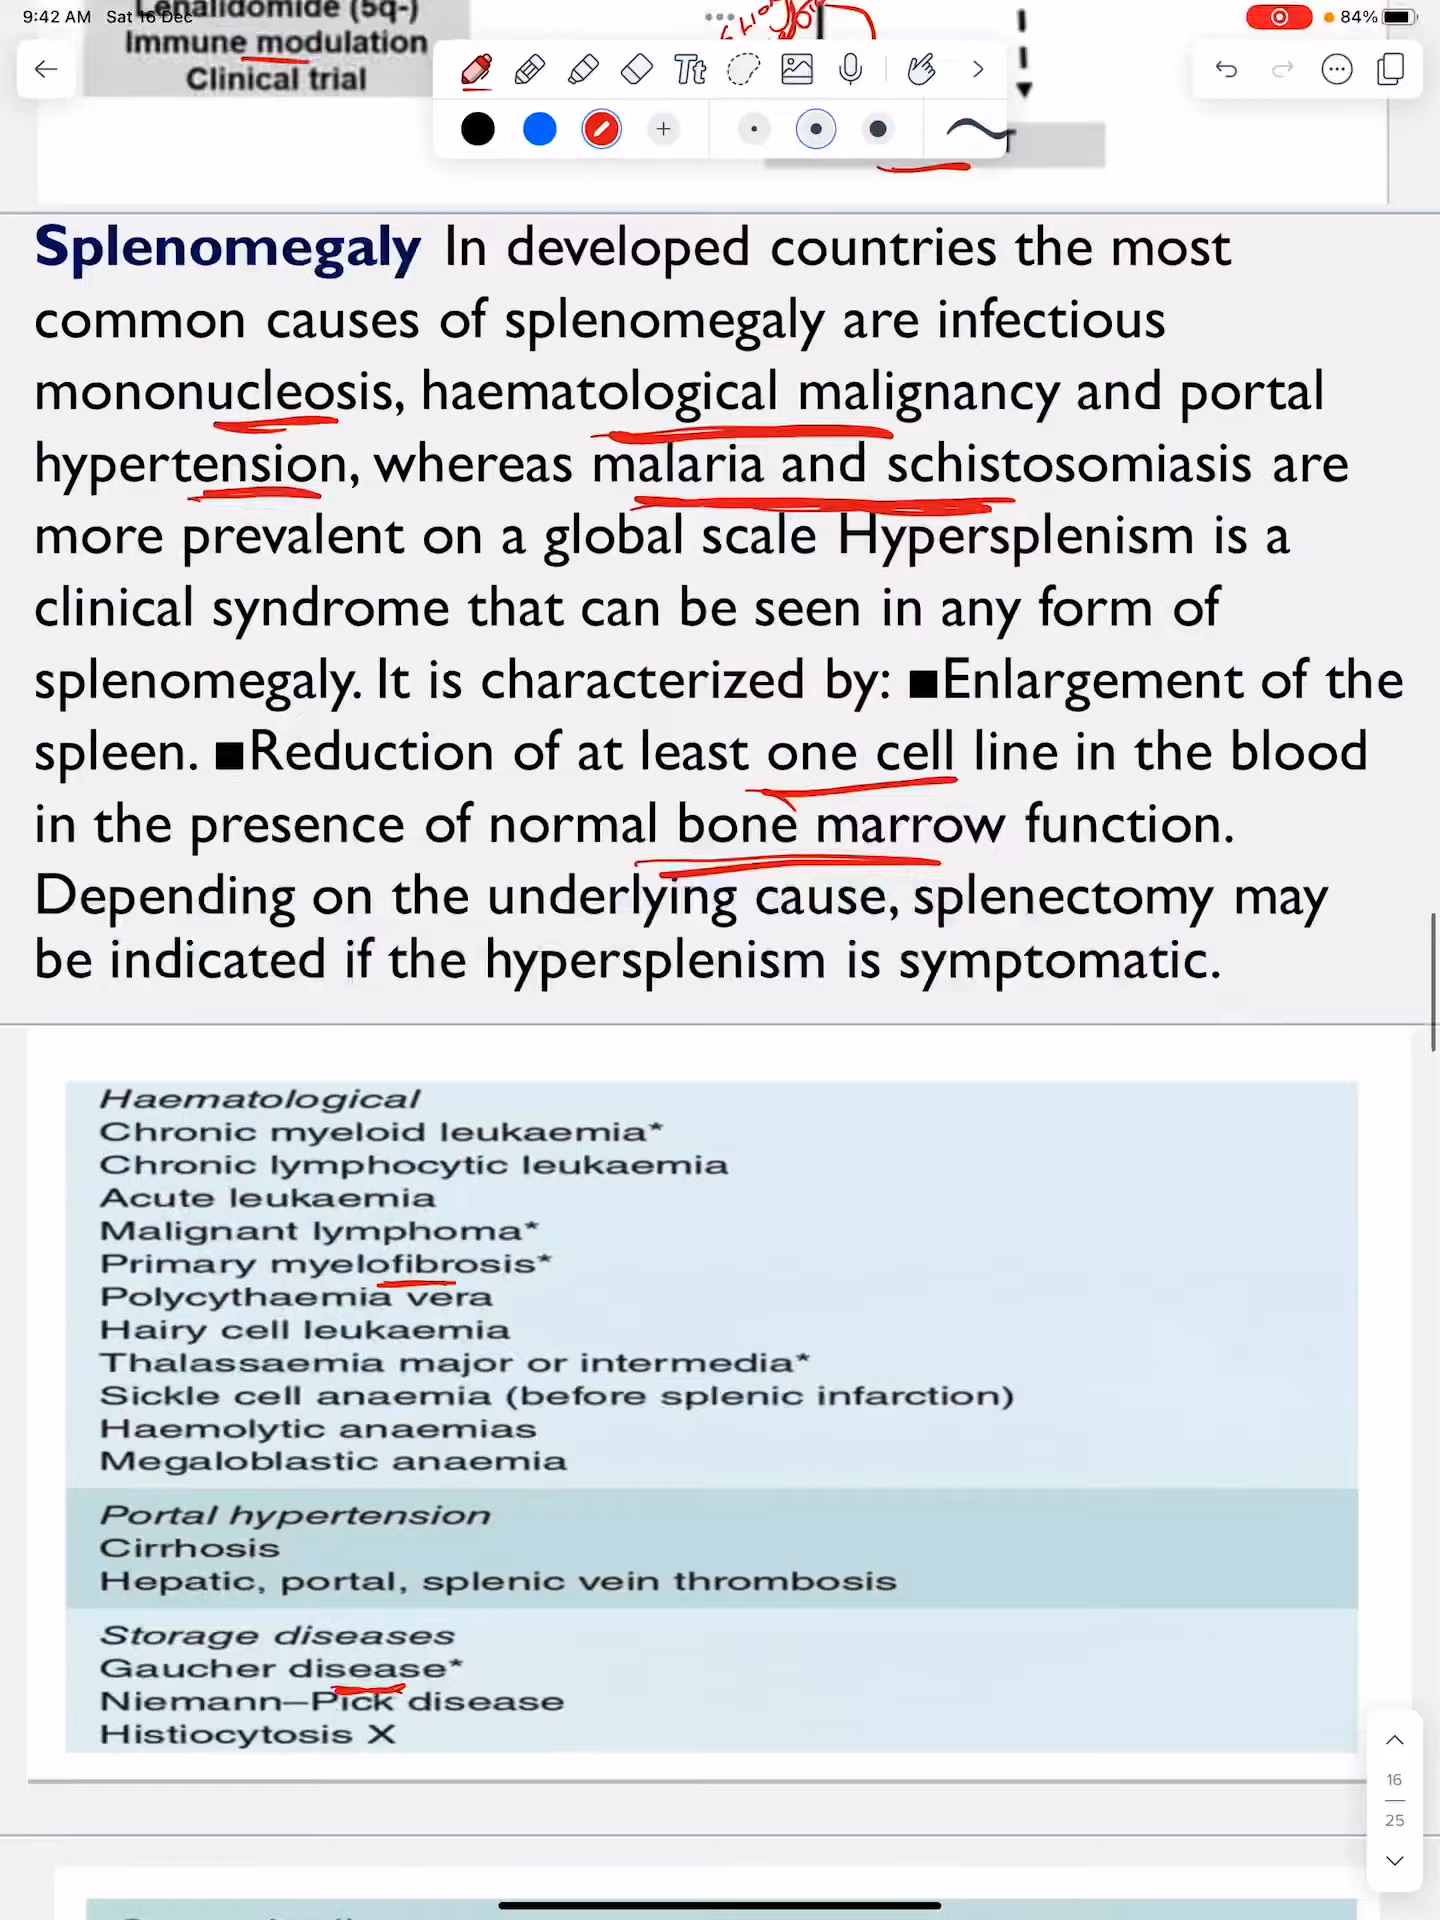 9:42 AM Sat 16 Dec
84%
Lenalidomide (5q-)
Immune modulation
Clinical trial
Tt
Splenomegaly In developed countries the most
common causes of splenomegaly are infectious
mononucleosis, haematological malignancy and portal
hypertension, whereas malaria and schistosomiasis are
more prevalent on a global scale Hypersplenism is a
clinical syndrome that can be seen in any form of
splenomegaly. It is characterized by: ■Enlargement of the
spleen. ■Reduction of at least one cell line in the blood
in the presence of normal bone marrow function.
Depending on the underlying cause, splenectomy may
be indicated if the hypersplenism is symptomatic.
Haematological
Chronic myeloid leukaemia*
Chronic lymphocytic leukaemia
Acute leukaemia
Malignant lymphoma*
Primary myelofibrosis*
Polycythaemia vera
Hairy cell leukaemia
Thalassaemia major or intermedia*
Sickle cell anaemia (before splenic infarction)
Haemolytic anaemias
Megaloblastic anaemia
Portal hypertension
Cirrhosis
Hepatic, portal, splenic vein thrombosis
Storage diseases
Gaucher disease*
Niemann–Pick disease
Histiocytosis X
16
25